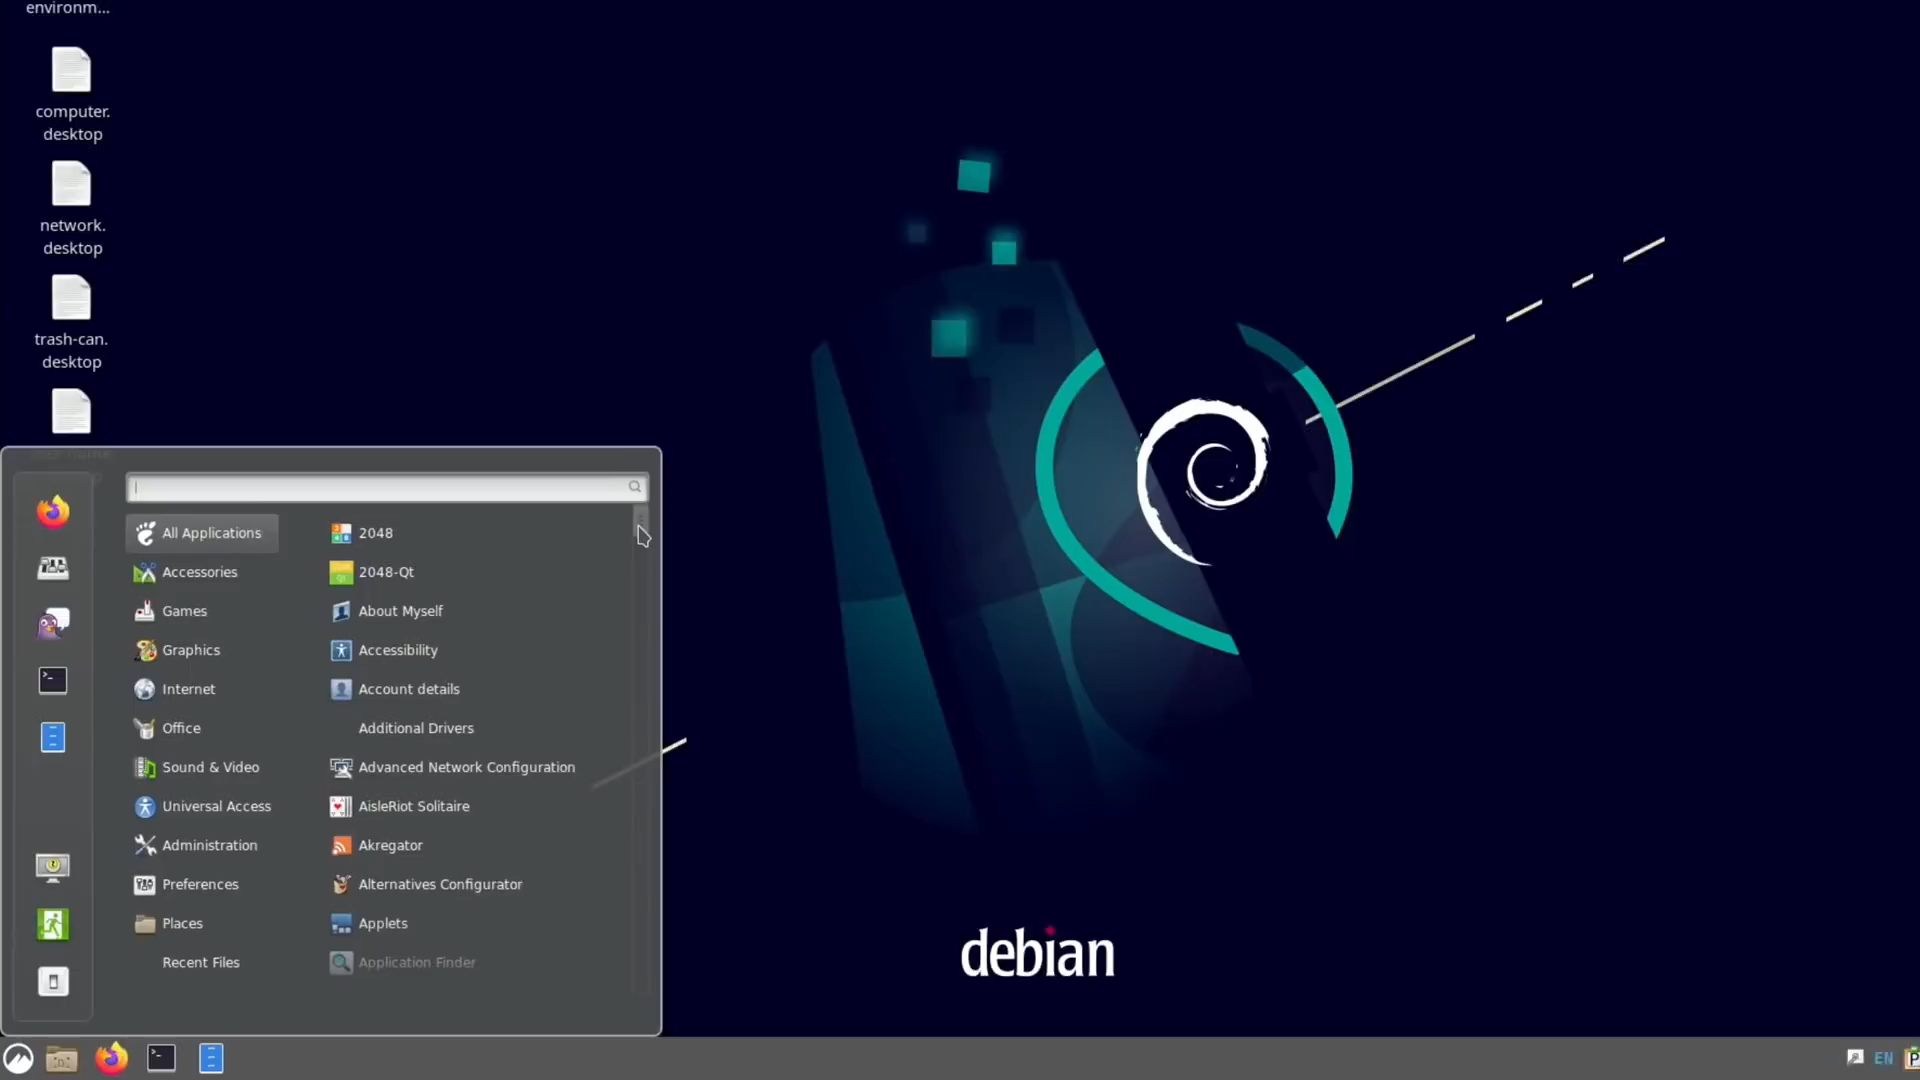 environm...
computer.
desktop
network.
desktop
trash-can.
desktop
All Applications
Accessories
Games
Graphics
Internet
Office
Sound & Video
Universal Access
Administration
Preferences
Places
Recent Files
2048
2048-Qt
About Myself
Accessibility
Account details
Additional Drivers
Advanced Network Configuration
AisleRiot Solitaire
Akregator
Alternatives Configurator
Applets
Application Finder
debian
EN